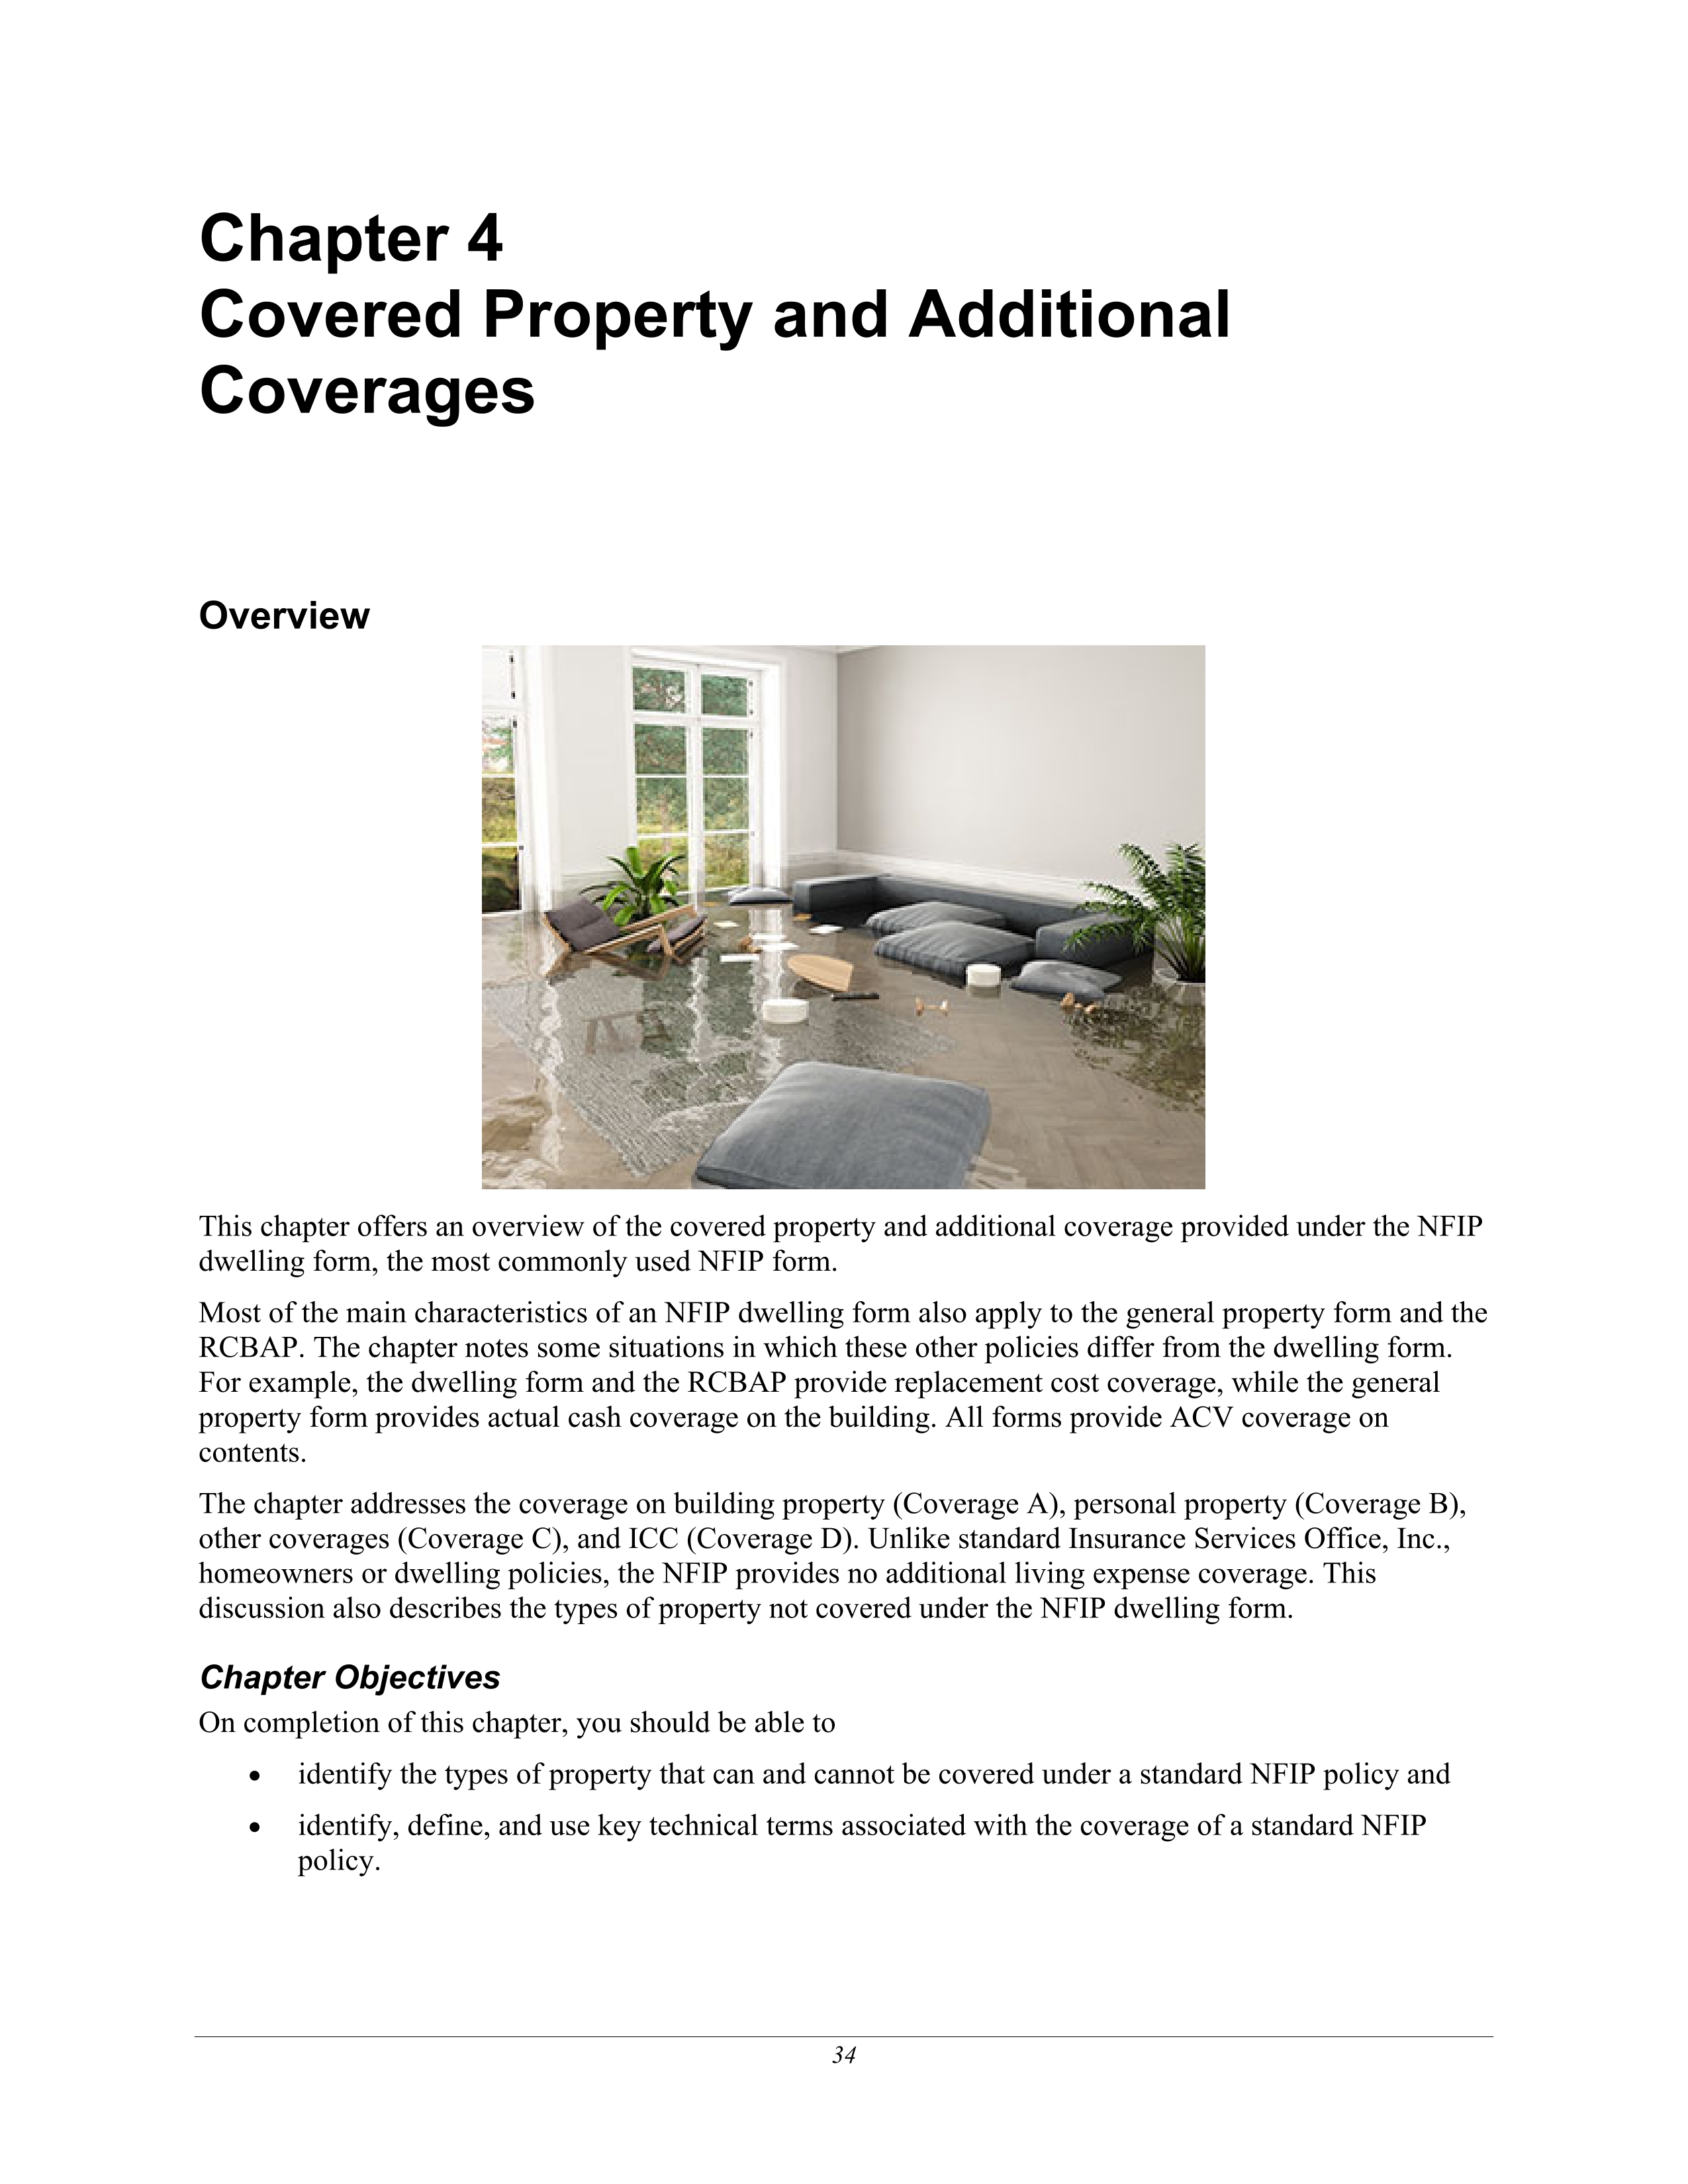 Chapter 4
Covered Property and Additional
Coverages
Overview
This chapter offers an overview of the covered property and additional coverage provided under the NFIP
dwelling form, the most commonly used NFIP form.
Most of the main characteristics of an NFIP dwelling form also apply to the general property form and the
RCBAP. The chapter notes some situations in which these other policies differ from the dwelling form.
For example, the dwelling form and the RCBAP provide replacement cost coverage, while the general
property form provides actual cash coverage on the building. All forms provide ACV coverage on
contents.
The chapter addresses the coverage on building property (Coverage A), personal property (Coverage B),
other coverages (Coverage C), and ICC (Coverage D). Unlike standard Insurance Services Office, Inc.,
homeowners or dwelling policies, the NFIP provides no additional living expense coverage. This
discussion also describes the types of property not covered under the NFIP dwelling form.
Chapter Objectives
On completion of this chapter, you should be able to
• identify the types of property that can and cannot be covered under a standard NFIP policy and
• identify, define, and use key technical terms associated with the coverage of a standard NFIP
policy.
34